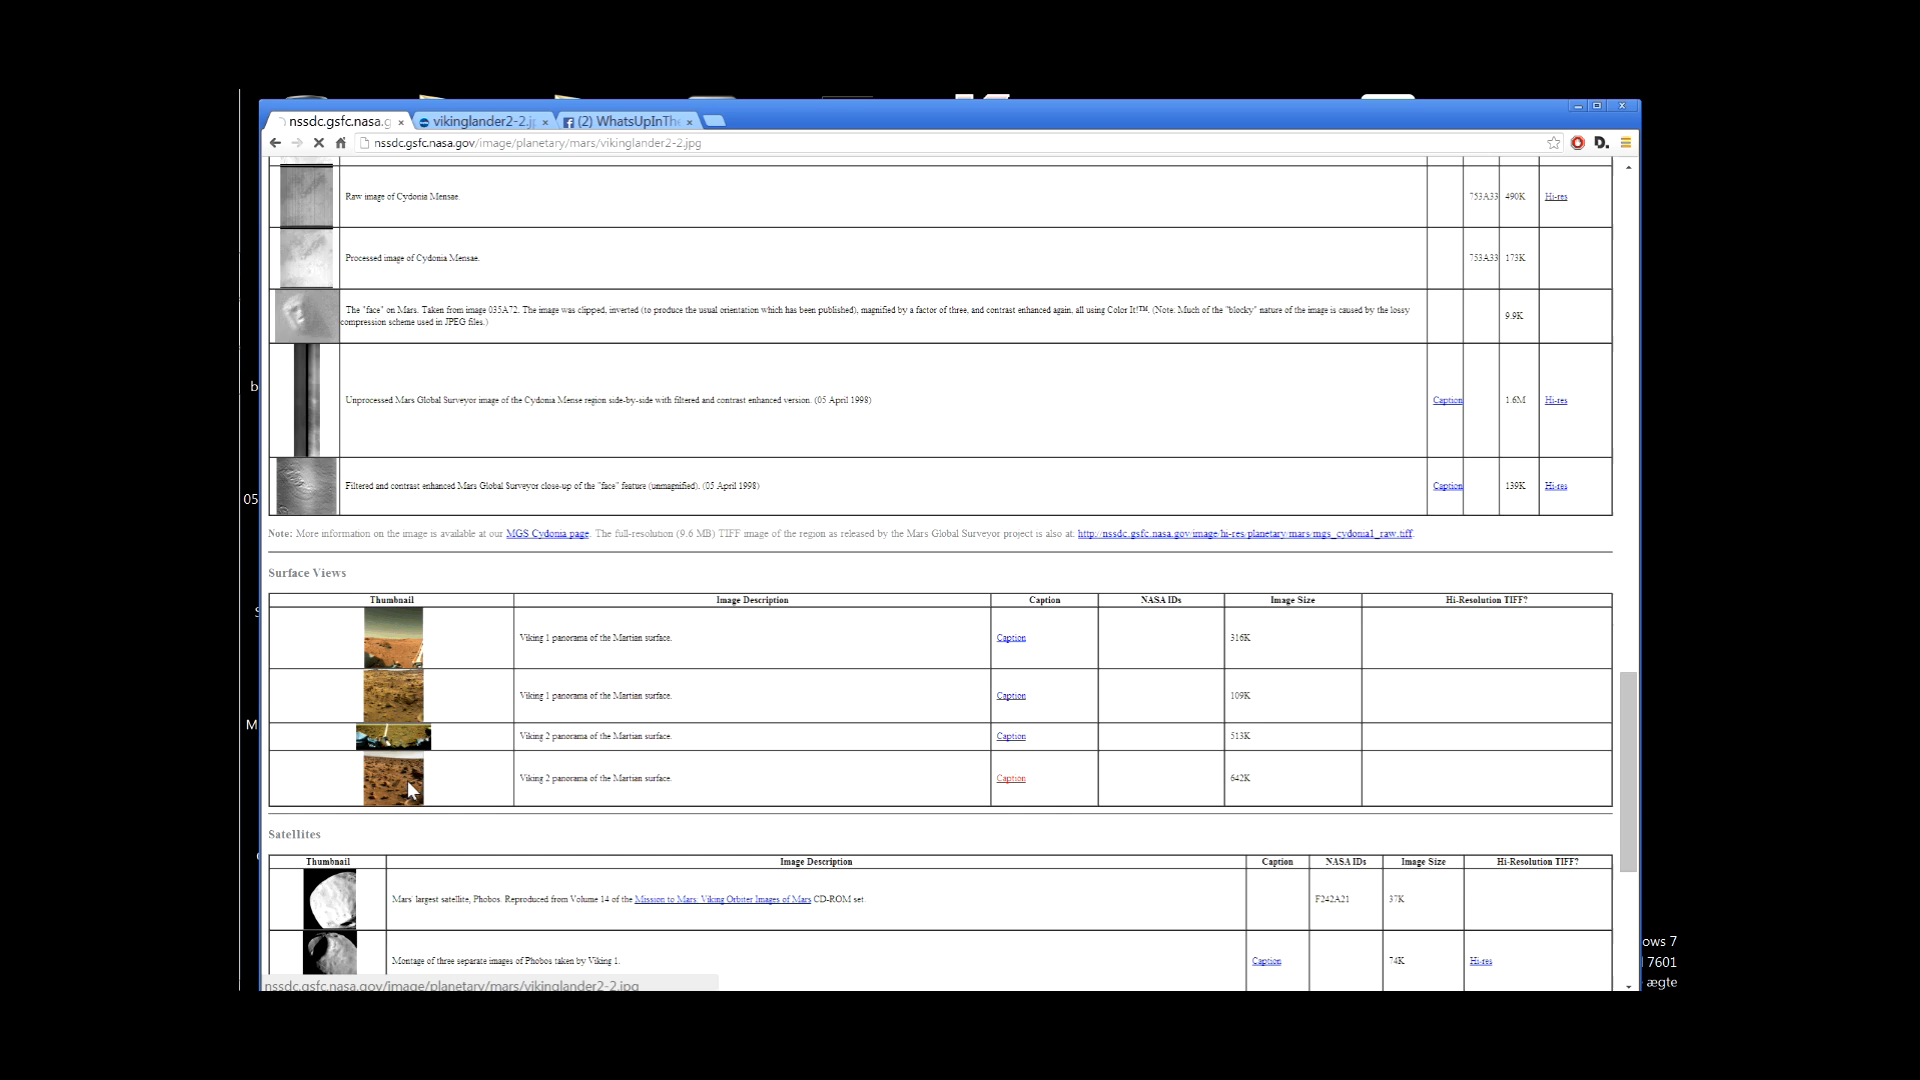 nssdc.gsfc.nasa.g
vikinglander2-2.j
(2) WhatsUpInThe
nssdc.gsfc.nasa.gov/image/planetary/mars/vikinglander2-2.jpg
D.
Raw image of Cydonia Mensae. 753A33 490K Hi-res
Processed image of Cydonia Mensae. 753A33 173K
The "face" on Mars. Taken from image 035A72. The image was clipped, inverted (to produce the usual orientation which has been published), magnified by a factor of three, and contrast enhanced again, all using Color It!™. (Note: Much of the "blocky" nature of the image is caused by the lossy
compression scheme used in JPEG files.) 9.9K
Unprocessed Mars Global Surveyor image of the Cydonia Mense region side-by-side with filtered and contrast enhanced version. (05 April 1998) Caption 1.6M Hi-res
Filtered and contrast enhanced Mars Global Surveyor close-up of the "face" feature (unmagnified). (05 April 1998) Caption 139K Hi-res
Note: More information on the image is available at our MGS Cydonia page. The full-resolution (9.6 MB) TIFF image of the region as released by the Mars Global Surveyor project is also at: http://nssdc.gsfc.nasa.gov/image/hi-res/planetary/mars/mgs_cydonia1_raw.tiff.
Surface Views
Thumbnail Image Description Caption NASA IDs Image Size Hi-Resolution TIFF?
Viking 1 panorama of the Martian surface. Caption 316K
Viking 1 panorama of the Martian surface. Caption 109K
Viking 2 panorama of the Martian surface. Caption 513K
Viking 2 panorama of the Martian surface. Caption 642K
Satellites
Thumbnail Image Description Caption NASA IDs Image Size Hi-Resolution TIFF?
Mars' largest satellite, Phobos. Reproduced from Volume 14 of the Mission to Mars: Viking Orbiter Images of Mars CD-ROM set. F242A21 37K
Montage of three separate images of Phobos taken by Viking 1. Caption 74K Hi-res
nssdc.gsfc.nasa.gov/image/planetary/mars/vikinglander2-2.jpg
b
05
M
ows 7
7601
ægte